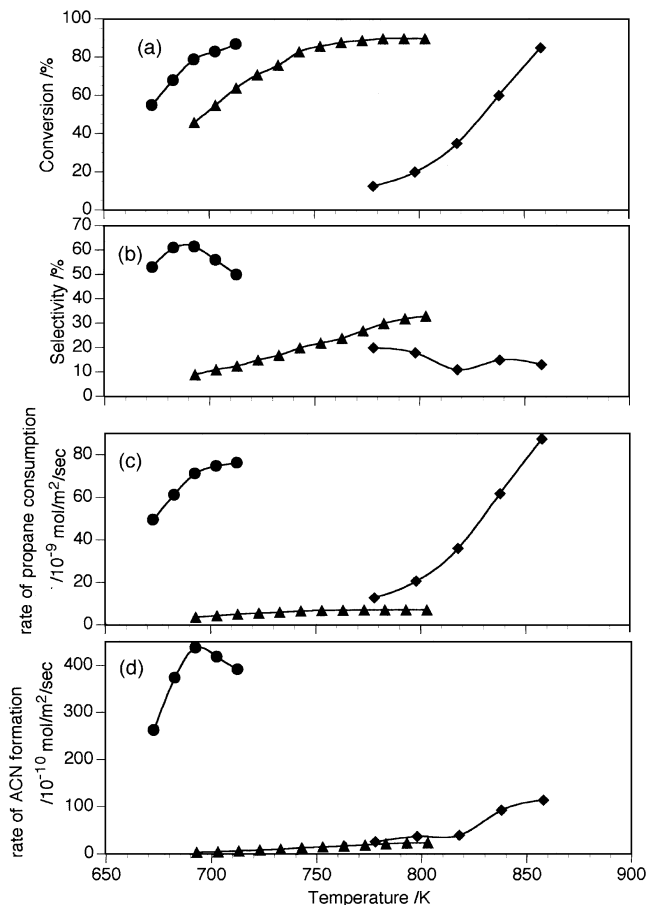 (a)
Conversion /%
100
80
60
40
20
0
(b)
Selectivity /%
70
60
50
40
30
20
10
0
(c)
rate of propane consumption
/10⁻⁹ mol/m²/sec
80
60
40
20
0
(d)
rate of ACN formation
/10⁻¹⁰ mol/m²/sec
400
300
200
100
0
650 700 750 800 850 900
Temperature /K